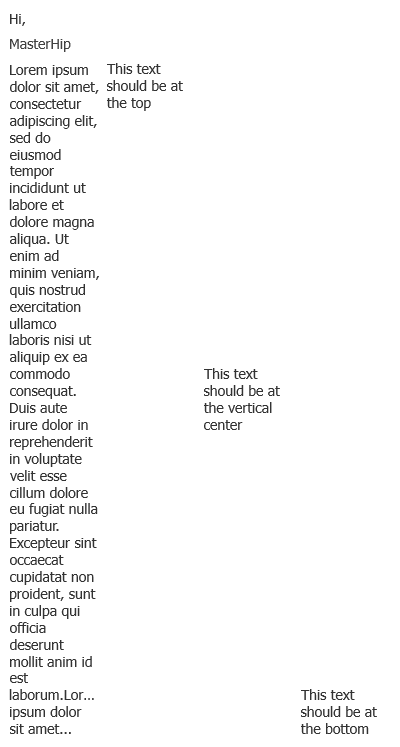 Hi,
MasterHip
Lorem ipsum
dolor sit amet,
consectetur
adipiscing elit,
sed do
eiusmod
tempor
incididunt ut
labore et
dolore magna
aliqua. Ut
enim ad
minim veniam,
quis nostrud
exercitation
ullamco
laboris nisi ut
aliquip ex ea
commodo
consequat.
Duis aute
irure dolor in
reprehenderit
in voluptate
velit esse
cillum dolore
eu fugiat nulla
pariatur.
Excepteur sint
occaecat
cupidatat non
proident, sunt
in culpa qui
officia
deserunt
mollit anim id
est
laborum.Lor...
ipsum dolor
sit amet...
This text
should be at
the top
This text
should be at
the vertical
center
This text
should be at
the bottom